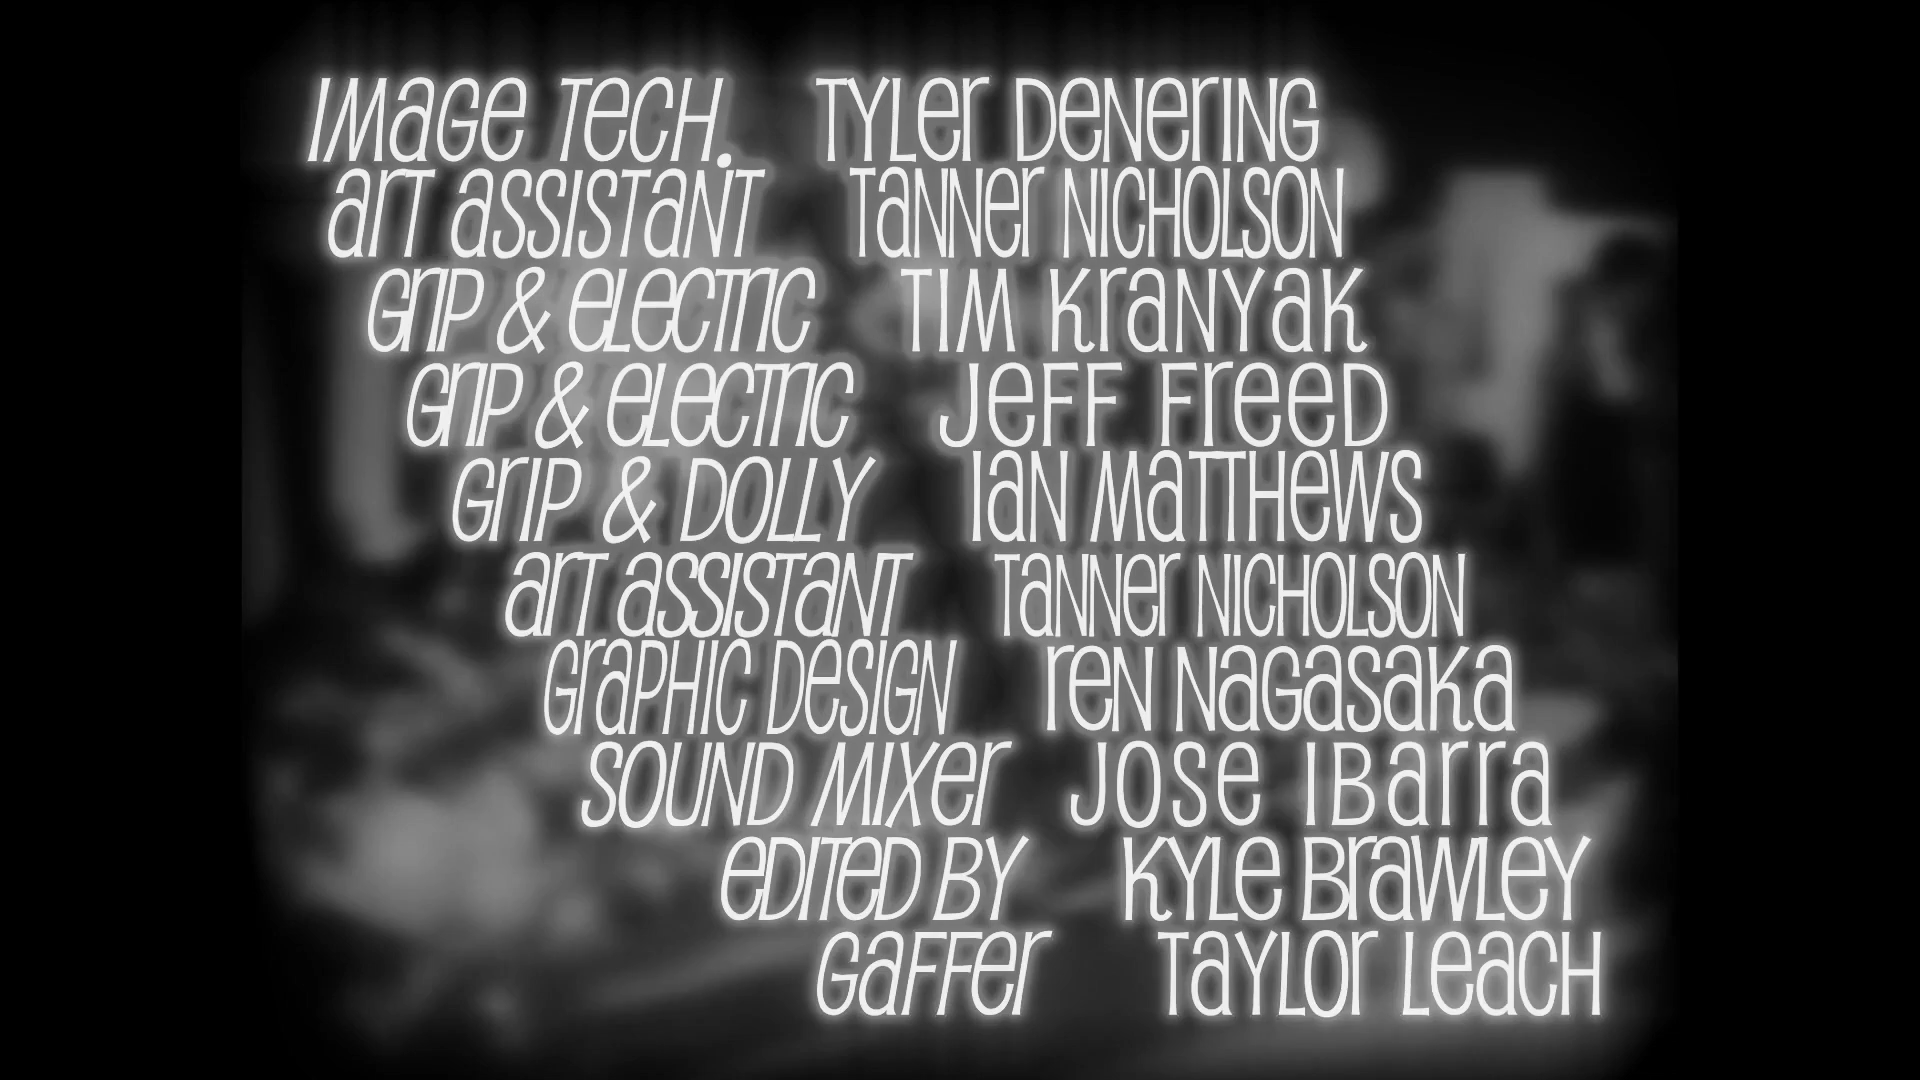 Image Tech. Tyler Denering
Art Assistant Tanner Nicholson
Grip & Electric Tim Kranyak
Grip & Electric Jeff Freed
Grip & Dolly Ian Matthews
Art Assistant Tanner Nicholson
Graphic Design Ren Nagasaka
Sound Mixer Jose Ibarra
Edited By Kyle Brawley
Gaffer Taylor Leach